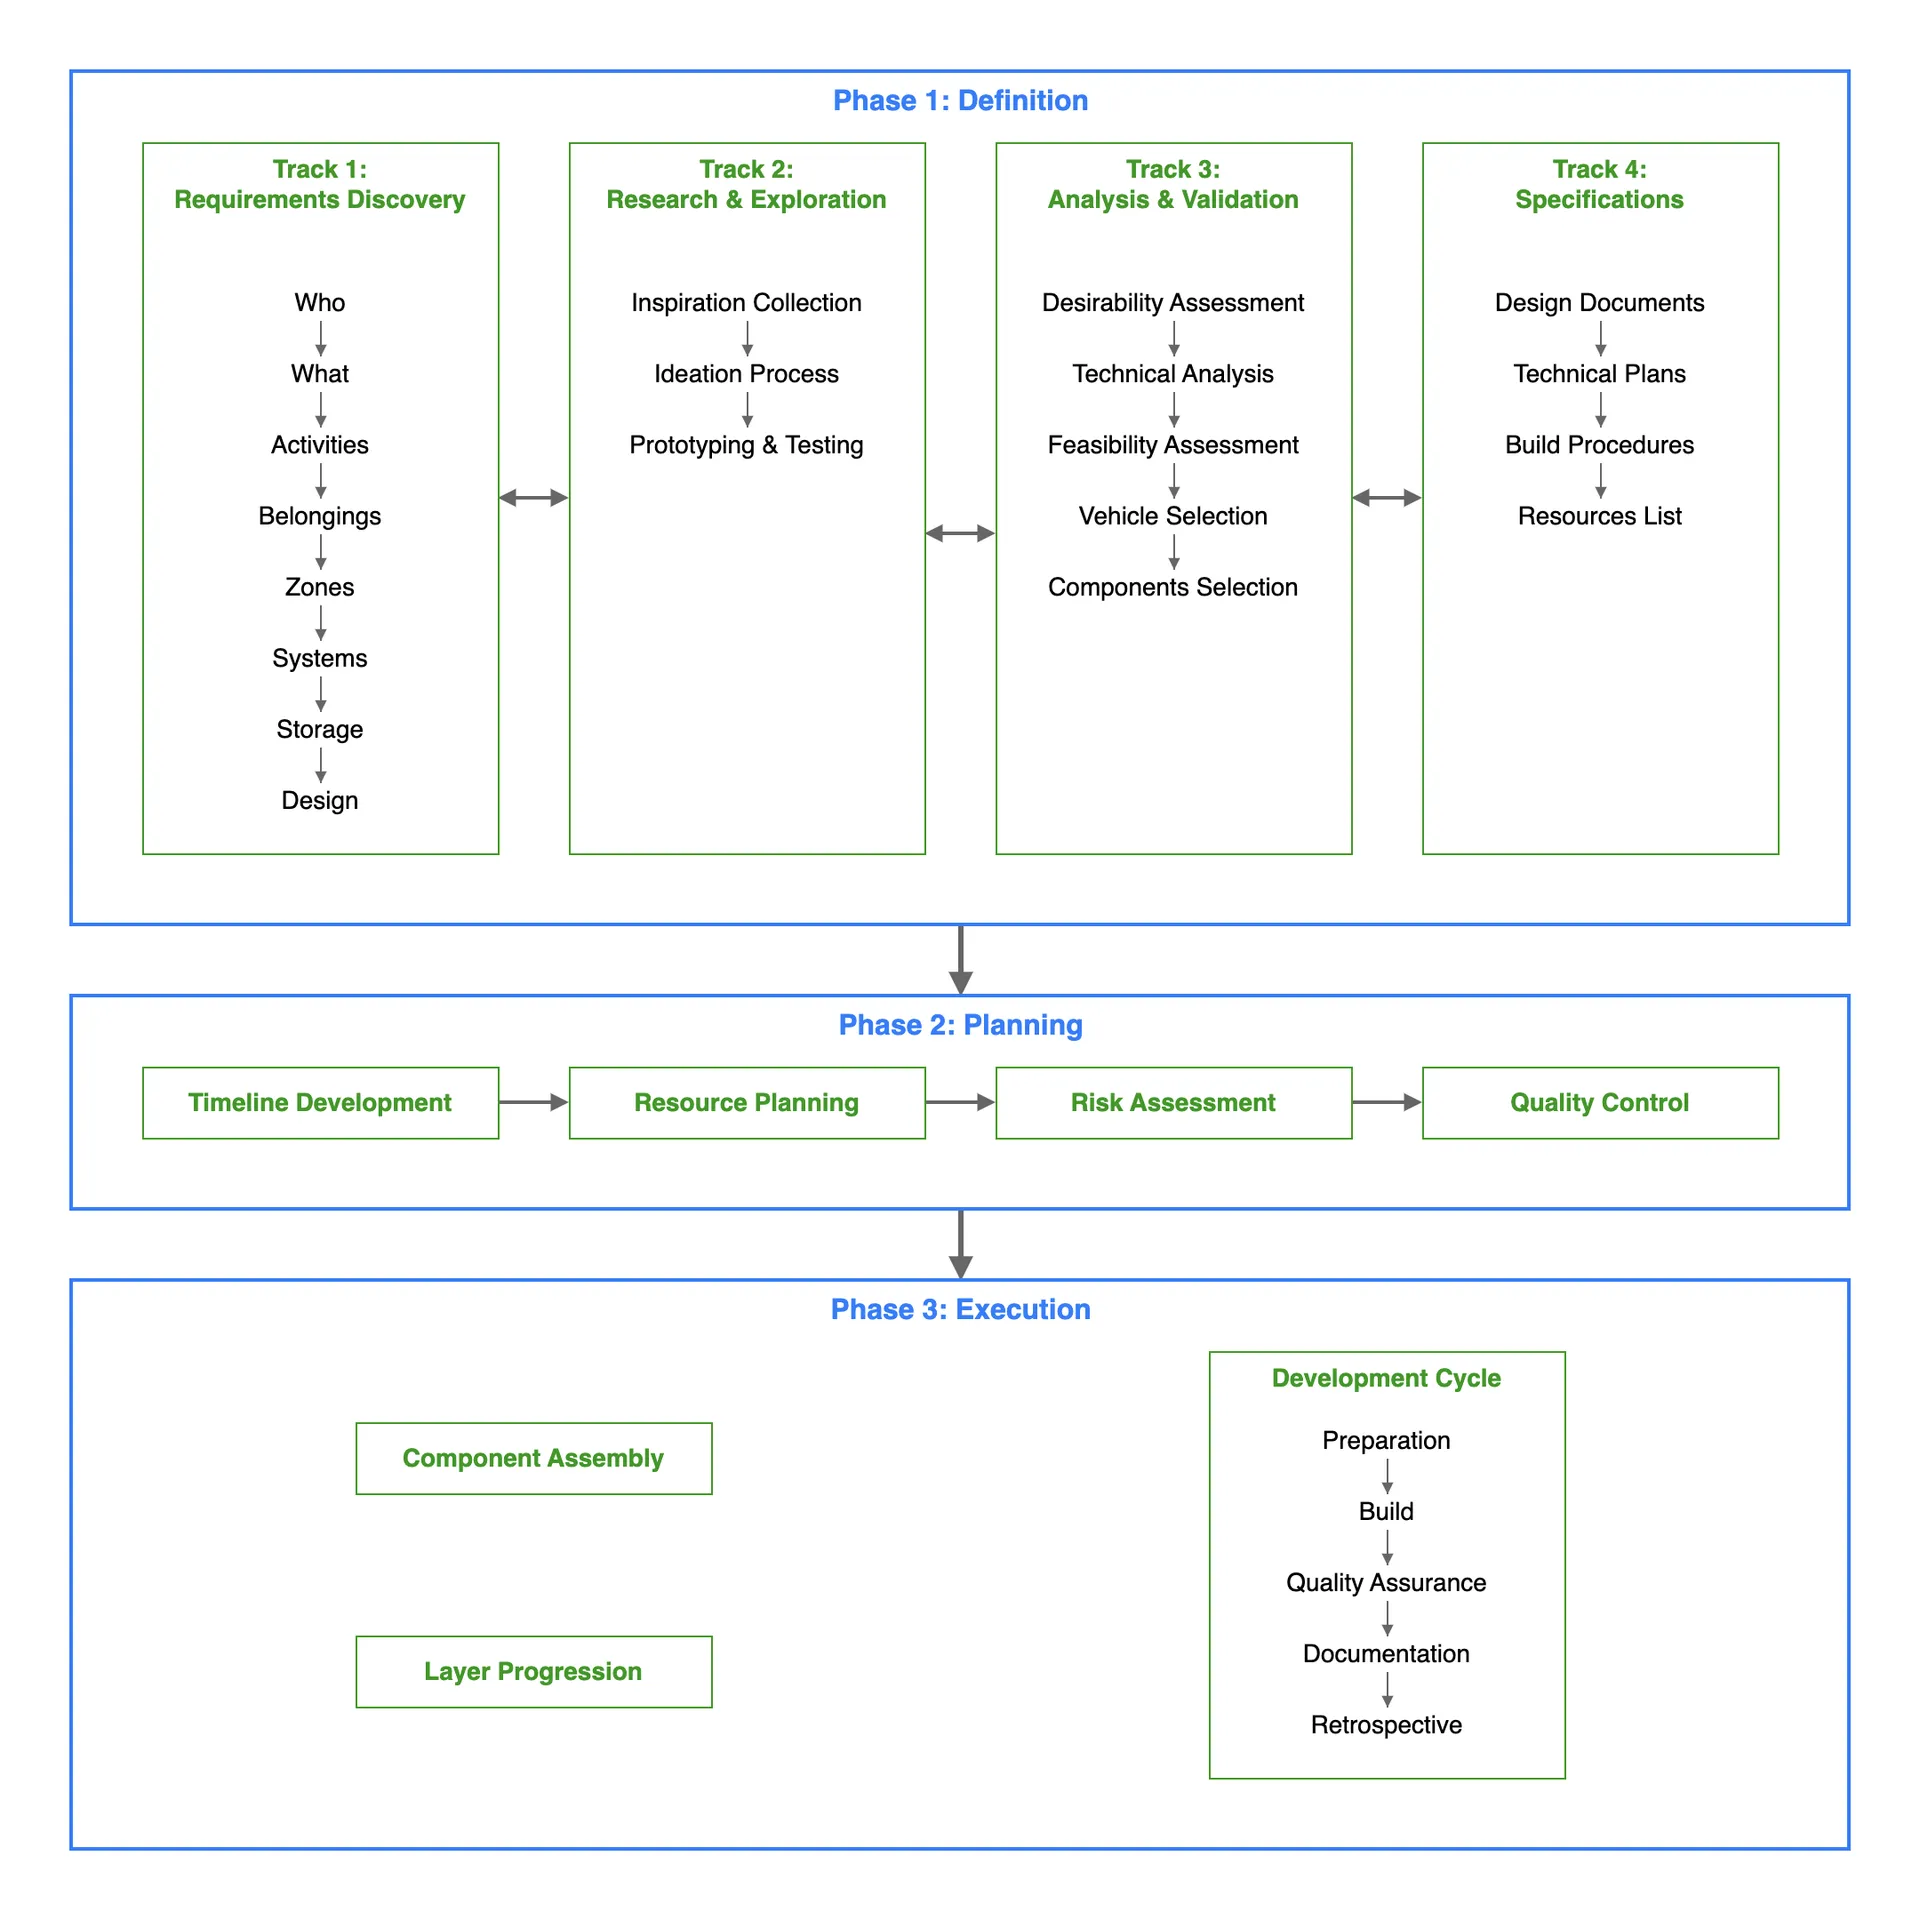 Phase 1: Definition
Track 1:
Requirements Discovery
Who
What
Activities
Belongings
Zones
Systems
Storage
Design
Track 2:
Research & Exploration
Inspiration Collection
Ideation Process
Prototyping & Testing
Track 3:
Analysis & Validation
Desirability Assessment
Technical Analysis
Feasibility Assessment
Vehicle Selection
Components Selection
Track 4:
Specifications
Design Documents
Technical Plans
Build Procedures
Resources List
Phase 2: Planning
Timeline Development
Resource Planning
Risk Assessment
Quality Control
Phase 3: Execution
Component Assembly
Layer Progression
Development Cycle
Preparation
Build
Quality Assurance
Documentation
Retrospective